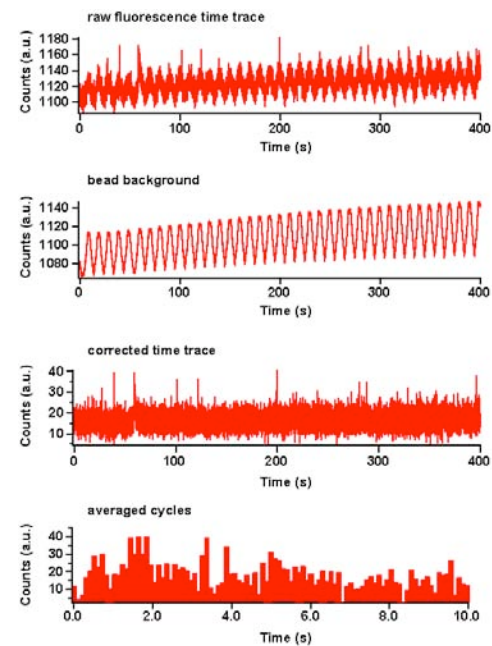 raw fluorescence time trace
Counts (a.u.)
1180
1160
1140
1120
1100
0 100 200 300 400
Time (s)
bead background
Counts (a.u.)
1140
1120
1100
1080
0 100 200 300 400
Time (s)
corrected time trace
Counts (a.u.)
40
30
20
10
0 100 200 300 400
Time (s)
averaged cycles
Counts (a.u.)
40
30
20
10
0.0 2.0 4.0 6.0 8.0 10.0
Time (s)